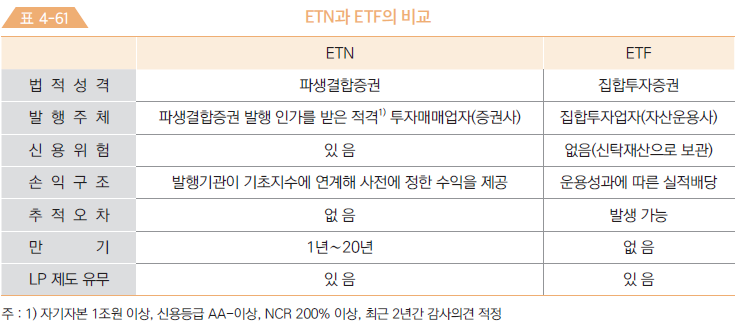 표 4-61 ETN과 ETF의 비교
ETN ETF
법적성격 파생결합증권 집합투자증권
발행주체 파생결합증권 발행 인가를 받은 적격1) 투자매매업자(증권사) 집합투자업자(자산운용사)
신용위험 있음 없음(신탁재산으로 보관)
손익구조 발행기관이 기초지수에 연계해 사전에 정한 수익을 제공 운용성과에 따른 실적배당
추적오차 없음 발생 가능
만기 1년~20년 없음
LP 제도 유무 있음 있음
주 : 1) 자기자본 1조원 이상, 신용등급 AA-이상, NCR 200% 이상, 최근 2년간 감사의견 적정